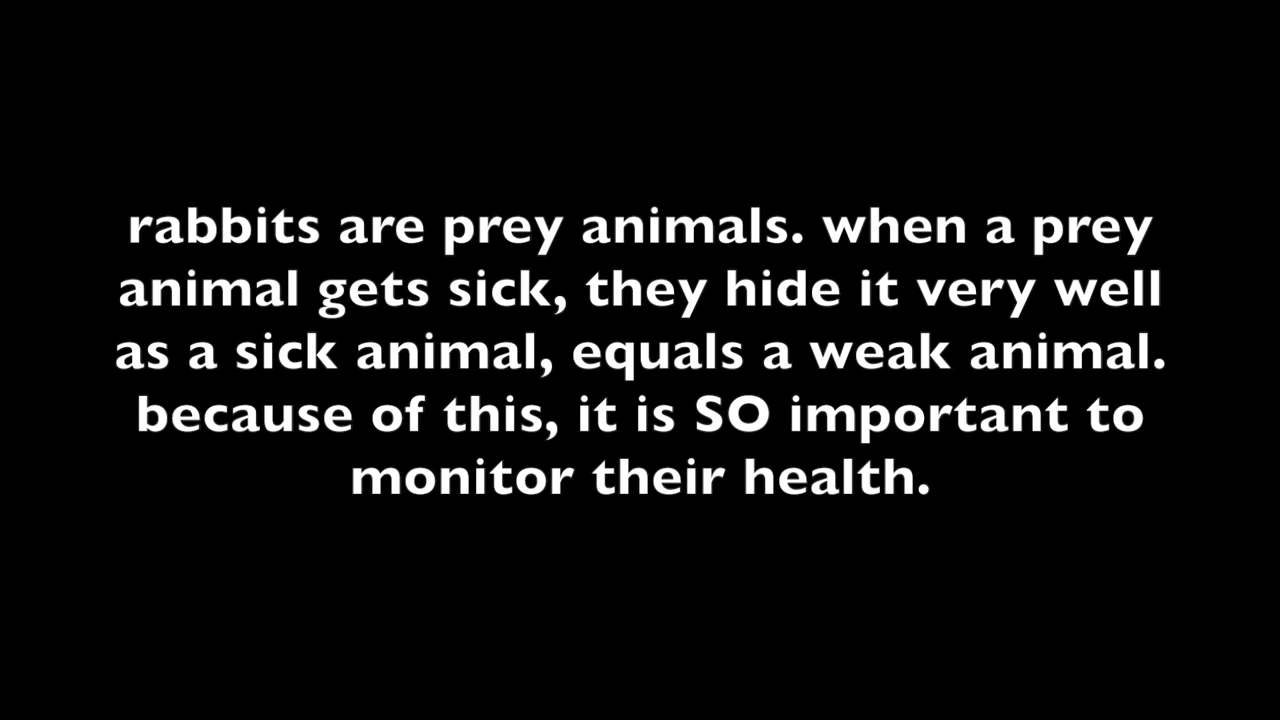 rabbits are prey animals. when a prey
animal gets sick, they hide it very well
as a sick animal, equals a weak animal.
because of this, it is SO important to
monitor their health.